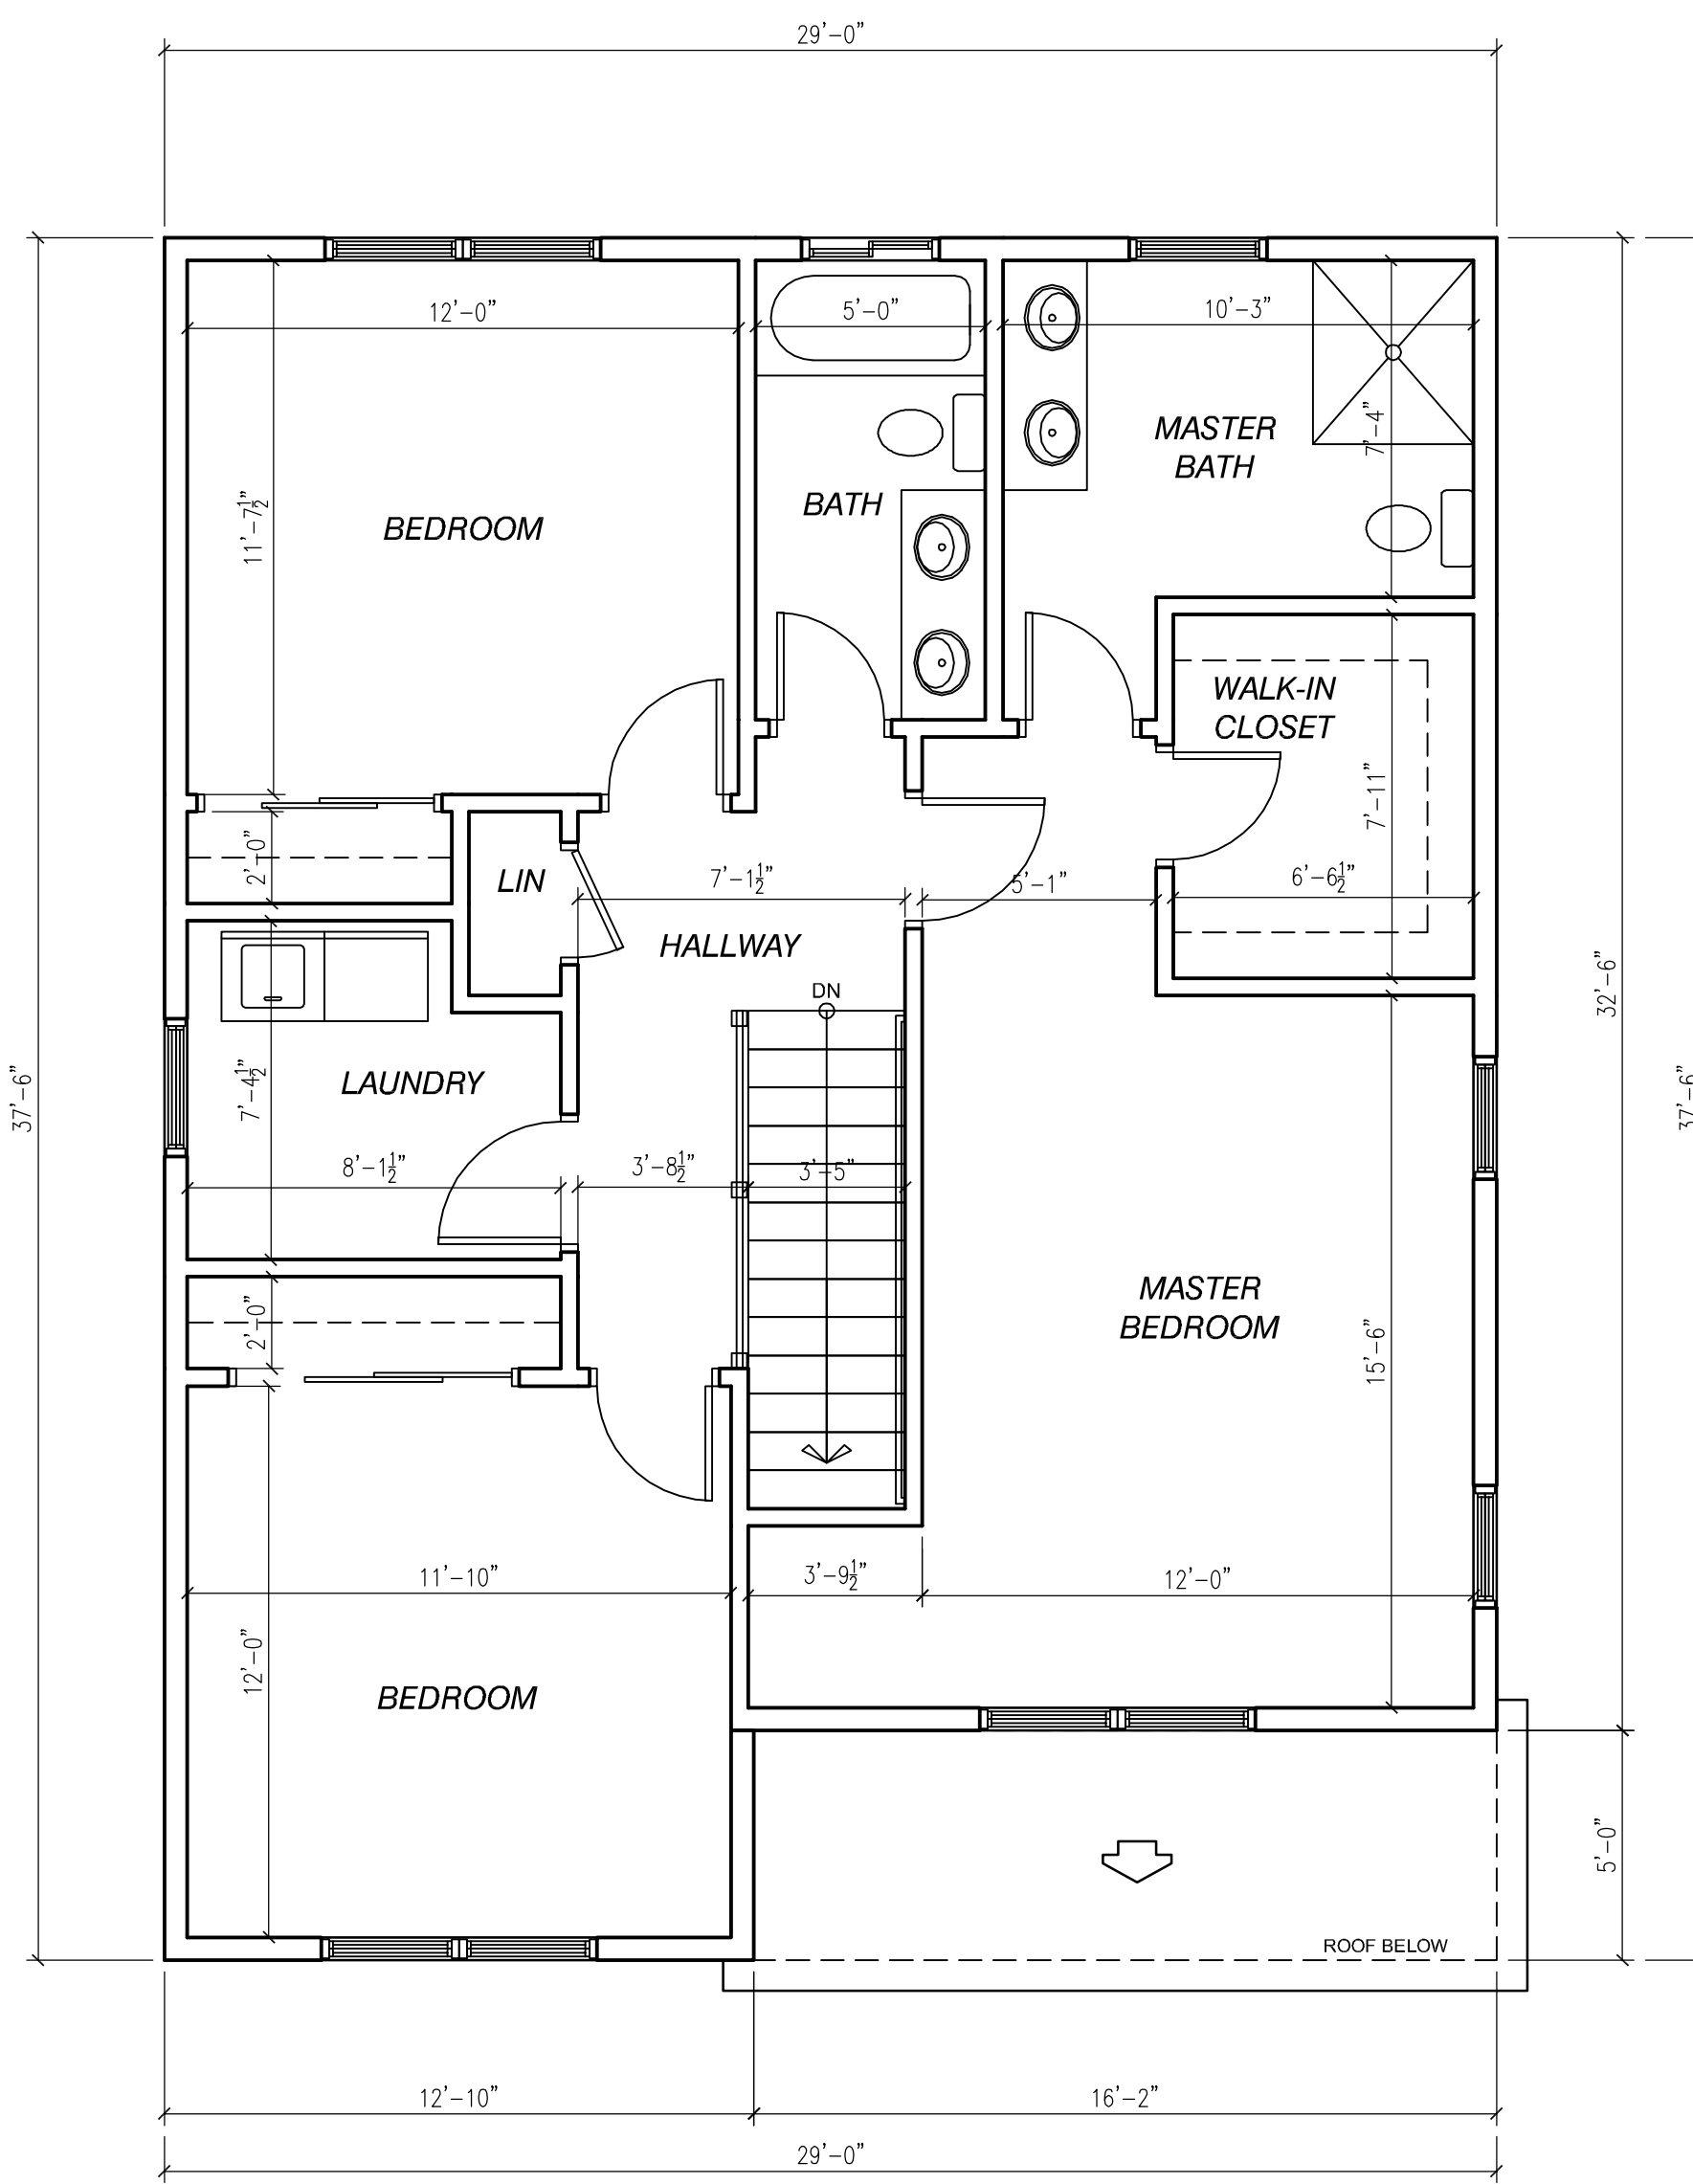 29’-0”
12’-0”
5’-0”
10’-3”
7’-4”
MASTER
BATH
BATH
BEDROOM
11’-7½”
WALK-IN
CLOSET
7’-11”
2’-0”
LIN
7’-1½”
5’-1”
6’-6½”
HALLWAY
DN
32’-6”
37’-6”
37’-6”
LAUNDRY
7’-4½”
8’-1½”
3’-8½”
3’-5”
MASTER
BEDROOM
2’-0”
15’-6”
11’-10”
3’-9½”
12’-0”
12’-0”
BEDROOM
5’-0”
ROOF BELOW
12’-10”
16’-2”
29’-0”